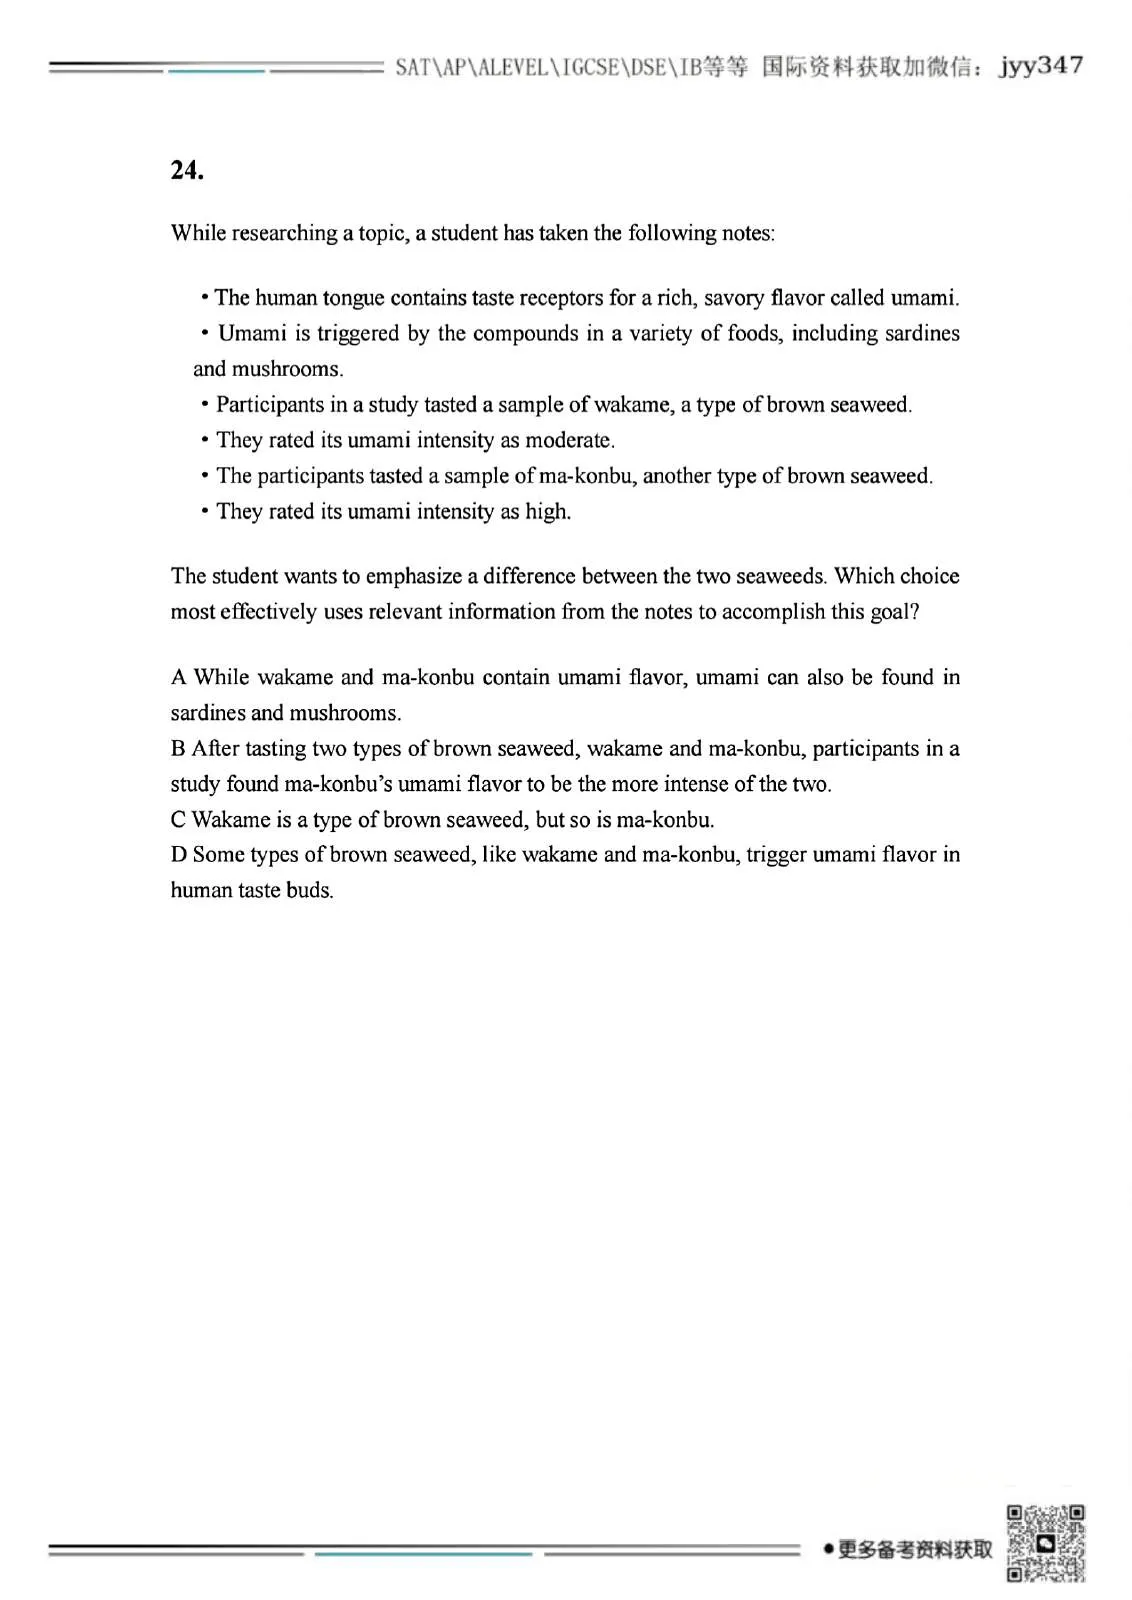 SAT\AP\ALEVEL\IGCSE\DSE\IB等等 国际资料获取加微信：jyy347
24.
While researching a topic, a student has taken the following notes:
• The human tongue contains taste receptors for a rich, savory flavor called umami.
• Umami is triggered by the compounds in a variety of foods, including sardines
and mushrooms.
• Participants in a study tasted a sample of wakame, a type of brown seaweed.
• They rated its umami intensity as moderate.
• The participants tasted a sample of ma-konbu, another type of brown seaweed.
• They rated its umami intensity as high.
The student wants to emphasize a difference between the two seaweeds. Which choice
most effectively uses relevant information from the notes to accomplish this goal?
A While wakame and ma-konbu contain umami flavor, umami can also be found in
sardines and mushrooms.
B After tasting two types of brown seaweed, wakame and ma-konbu, participants in a
study found ma-konbu’s umami flavor to be the more intense of the two.
C Wakame is a type of brown seaweed, but so is ma-konbu.
D Some types of brown seaweed, like wakame and ma-konbu, trigger umami flavor in
human taste buds.
●更多备考资料获取